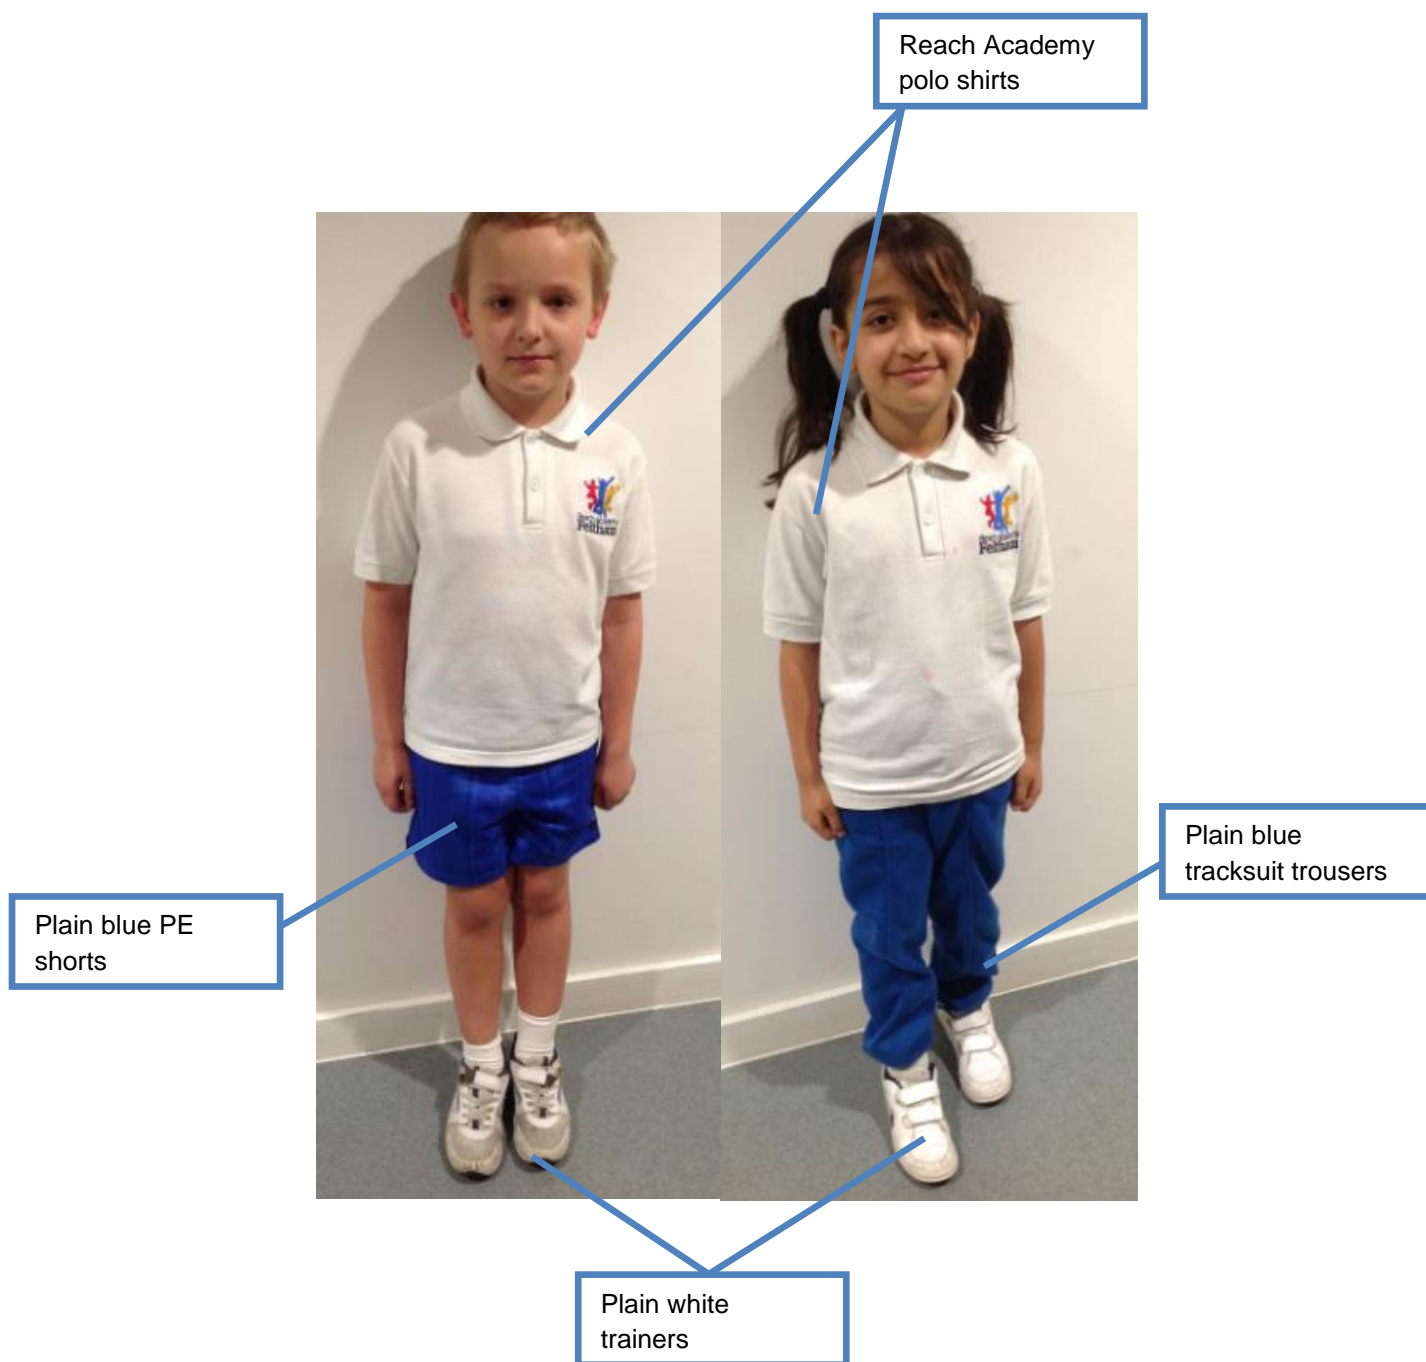 Reach Academy
polo shirts
Feltham
Feltham
Plain blue
tracksuit trousers
Plain blue PE
shorts
Plain white
trainers